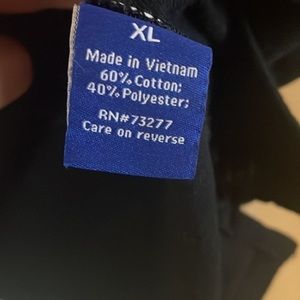 XL
Made in Vietnam
60% Cotton;
40% Polyester;
RN#73277
Care on reverse